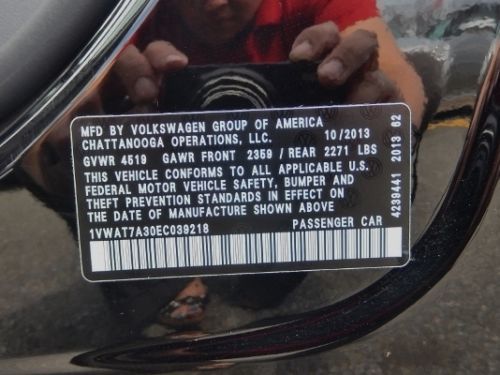 MFD BY VOLKSWAGEN GROUP OF AMERICA
CHATTANOOGA OPERATIONS, LLC. 10/2013
GVWR 4519 GAWR FRONT 2359 / REAR 2271 LBS
THIS VEHICLE CONFORMS TO ALL APPLICABLE U.S.
FEDERAL MOTOR VEHICLE SAFETY, BUMPER AND
THEFT PREVENTION STANDARDS IN EFFECT ON
THE DATE OF MANUFACTURE SHOWN ABOVE
1VWAT7A30EC039218 PASSENGER CAR
4239441 2013 62